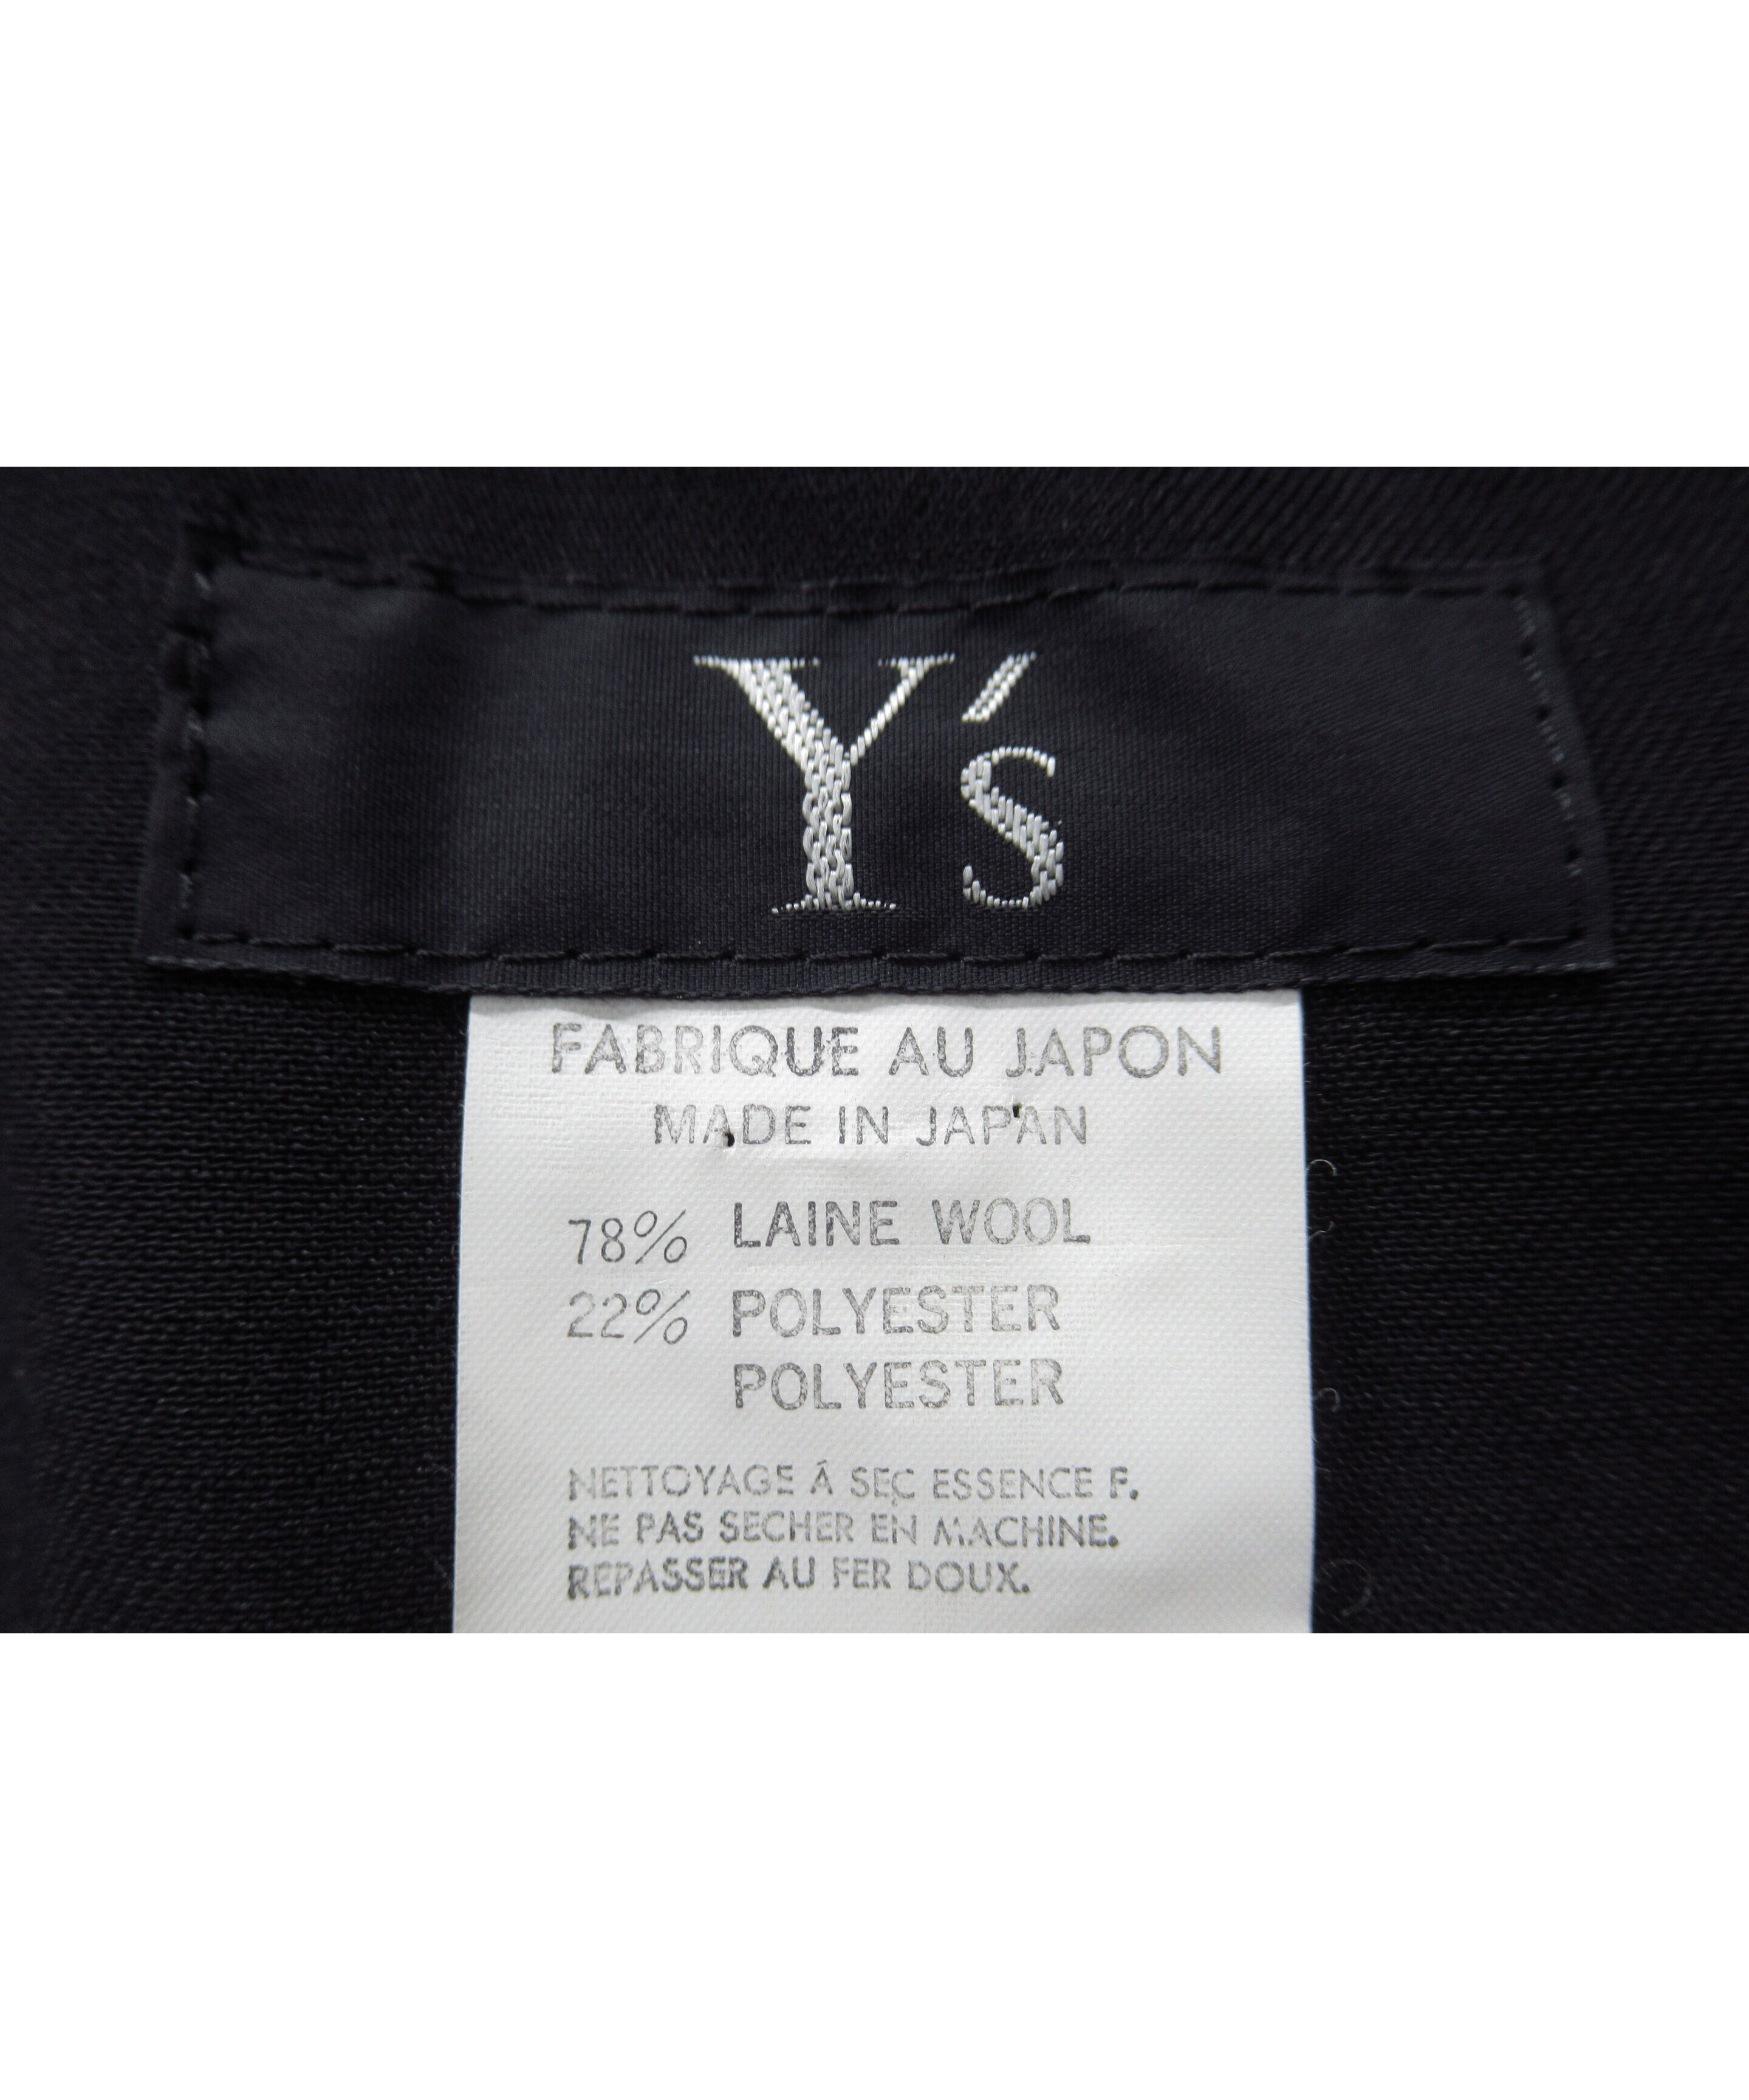 Y's
FABRIQUE AU JAPON
MADE IN JAPAN
78% LAINE WOOL
22% POLYESTER
POLYESTER
NETTOYAGE Á SEC ESSENCE F.
NE PAS SECHER EN MACHINE.
REPASSER AU FER DOUX.